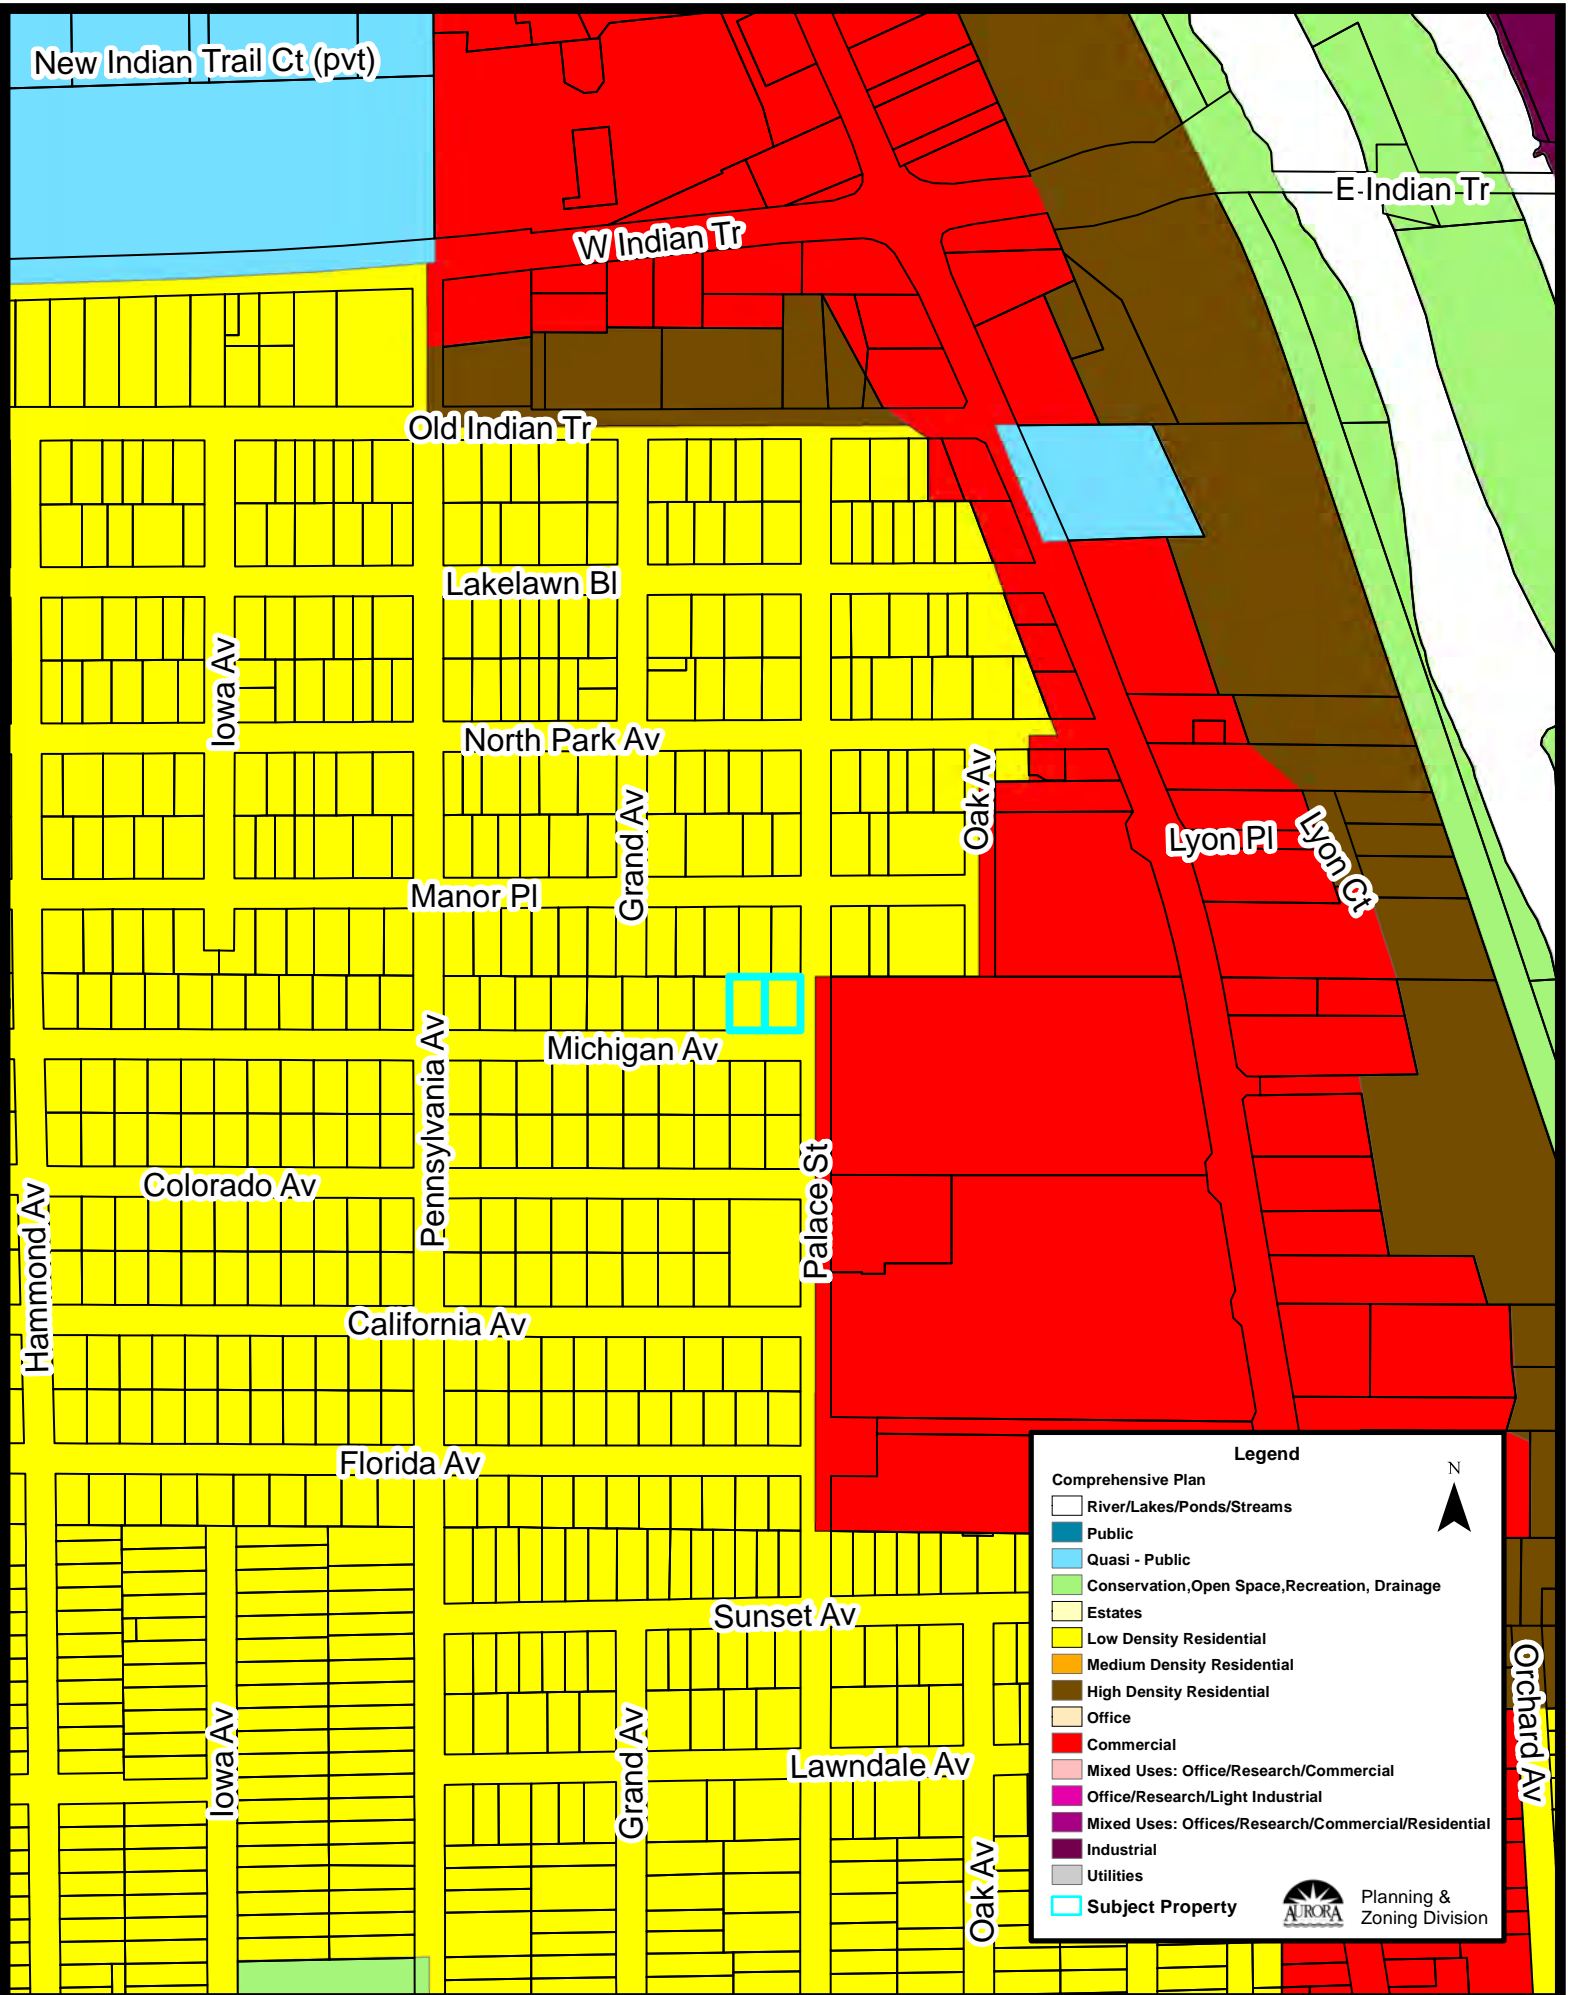 New Indian Trail Ct (pvt)
E Indian Tr
W Indian Tr
Old Indian Tr
Lakelawn Bl
Iowa Av
North Park Av
Grand Av
Oak Av
Lyon Pl
Lyon Ct
Manor Pl
Pennsylvania Av
Michigan Av
Palace St
Colorado Av
Hammond Av
California Av
Florida Av
Sunset Av
Iowa Av
Grand Av
Lawndale Av
Oak Av
Orchard Av
Legend
Comprehensive Plan
N
River/Lakes/Ponds/Streams
Public
Quasi - Public
Conservation,Open Space,Recreation, Drainage
Estates
Low Density Residential
Medium Density Residential
High Density Residential
Office
Commercial
Mixed Uses: Office/Research/Commercial
Office/Research/Light Industrial
Mixed Uses: Offices/Research/Commercial/Residential
Industrial
Utilities
Subject Property
AURORA
Planning &
Zoning Division